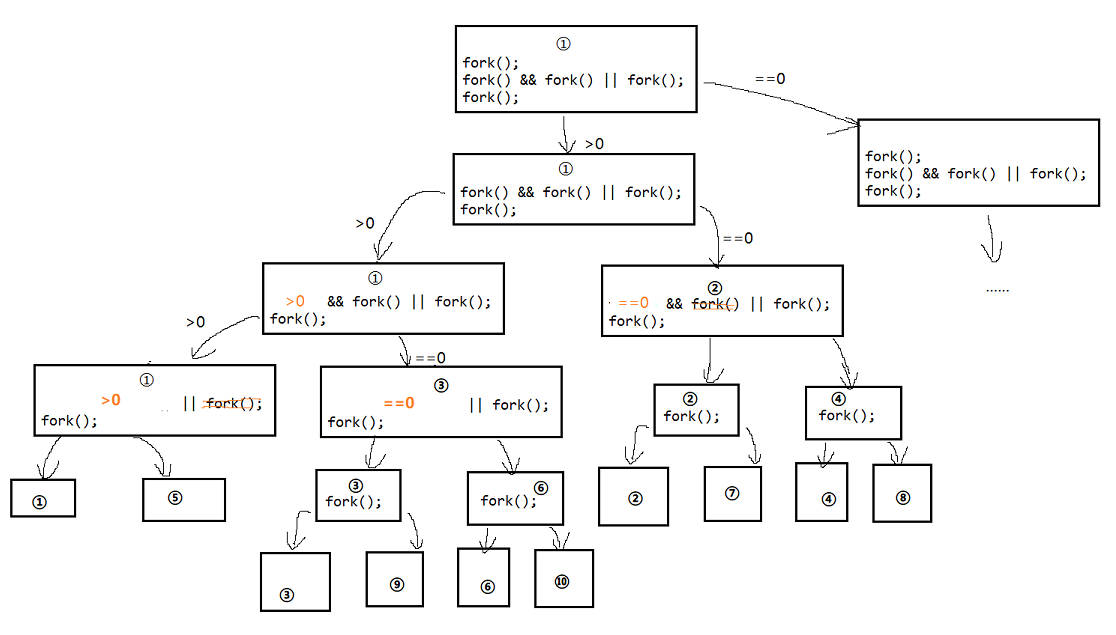 ①
fork();
fork() && fork() || fork();
fork();
==0
>0
fork();
fork() && fork() || fork();
fork();
①
fork() && fork() || fork();
fork();
>0
==0
①
>0 && fork() || fork();
fork();
②
==0 && fork() || fork();
fork();
......
>0
==0
①
>0 || fork();
fork();
③
==0 || fork();
fork();
②
fork();
④
fork();
①
⑤
③
fork();
⑥
fork();
②
⑦
④
⑧
③
⑨
⑥
⑩